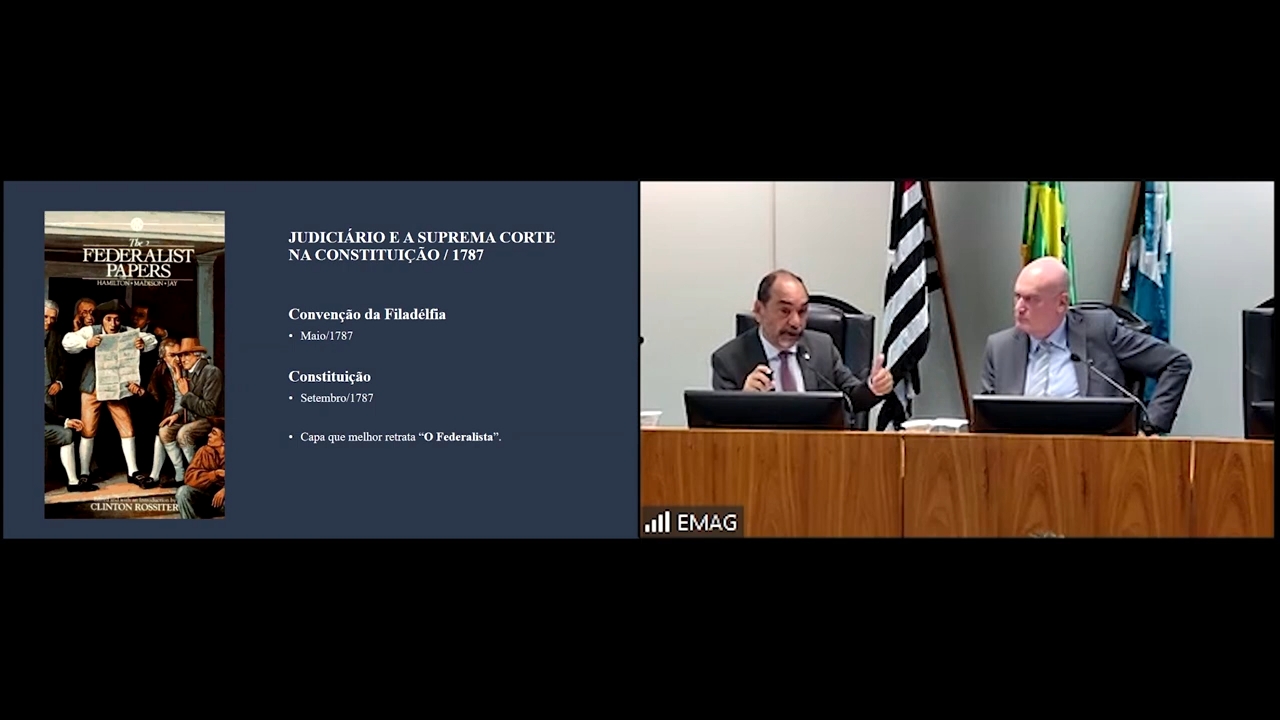 The
FEDERALIST
PAPERS
HAMILTON • MADISON • JAY
CLINTON ROSSITER
JUDICIÁRIO E A SUPREMA CORTE
NA CONSTITUIÇÃO / 1787
Convenção da Filadélfia
• Maio/1787
Constituição
• Setembro/1787
• Capa que melhor retrata “O Federalista”.
EMAG